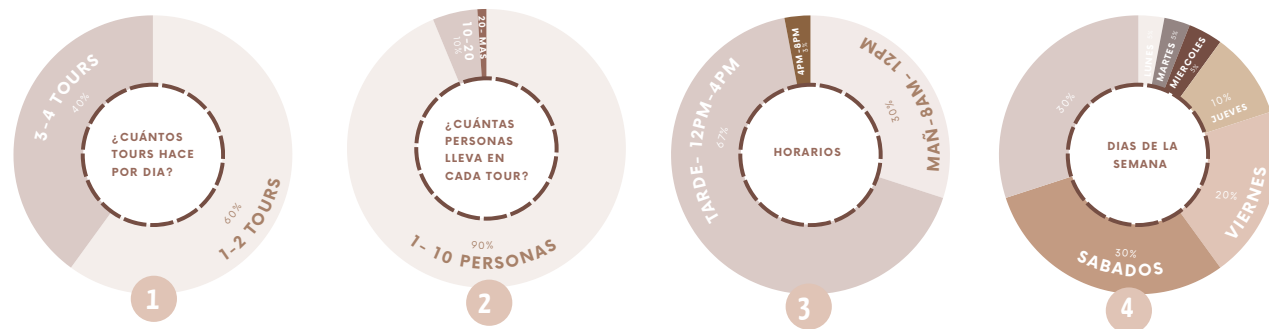 3-4 TOURS
40%
¿CUÁNTOS
TOURS HACE
POR DIA?
60%
1-2 TOURS
1
10-20
10%
20- MAS
¿CUÁNTAS
PERSONAS
LLEVA EN
CADA TOUR?
90%
1- 10 PERSONAS
2
4PM-8PM
3%
MAÑ-8AM- 12PM
30%
TARDE- 12PM-4PM
67%
HORARIOS
3
LUNES
MARTES 5%
MIERCOLES
5%
10%
JUEVES
20%
VIERNES
30%
SABADOS
30%
DIAS DE LA
SEMANA
4